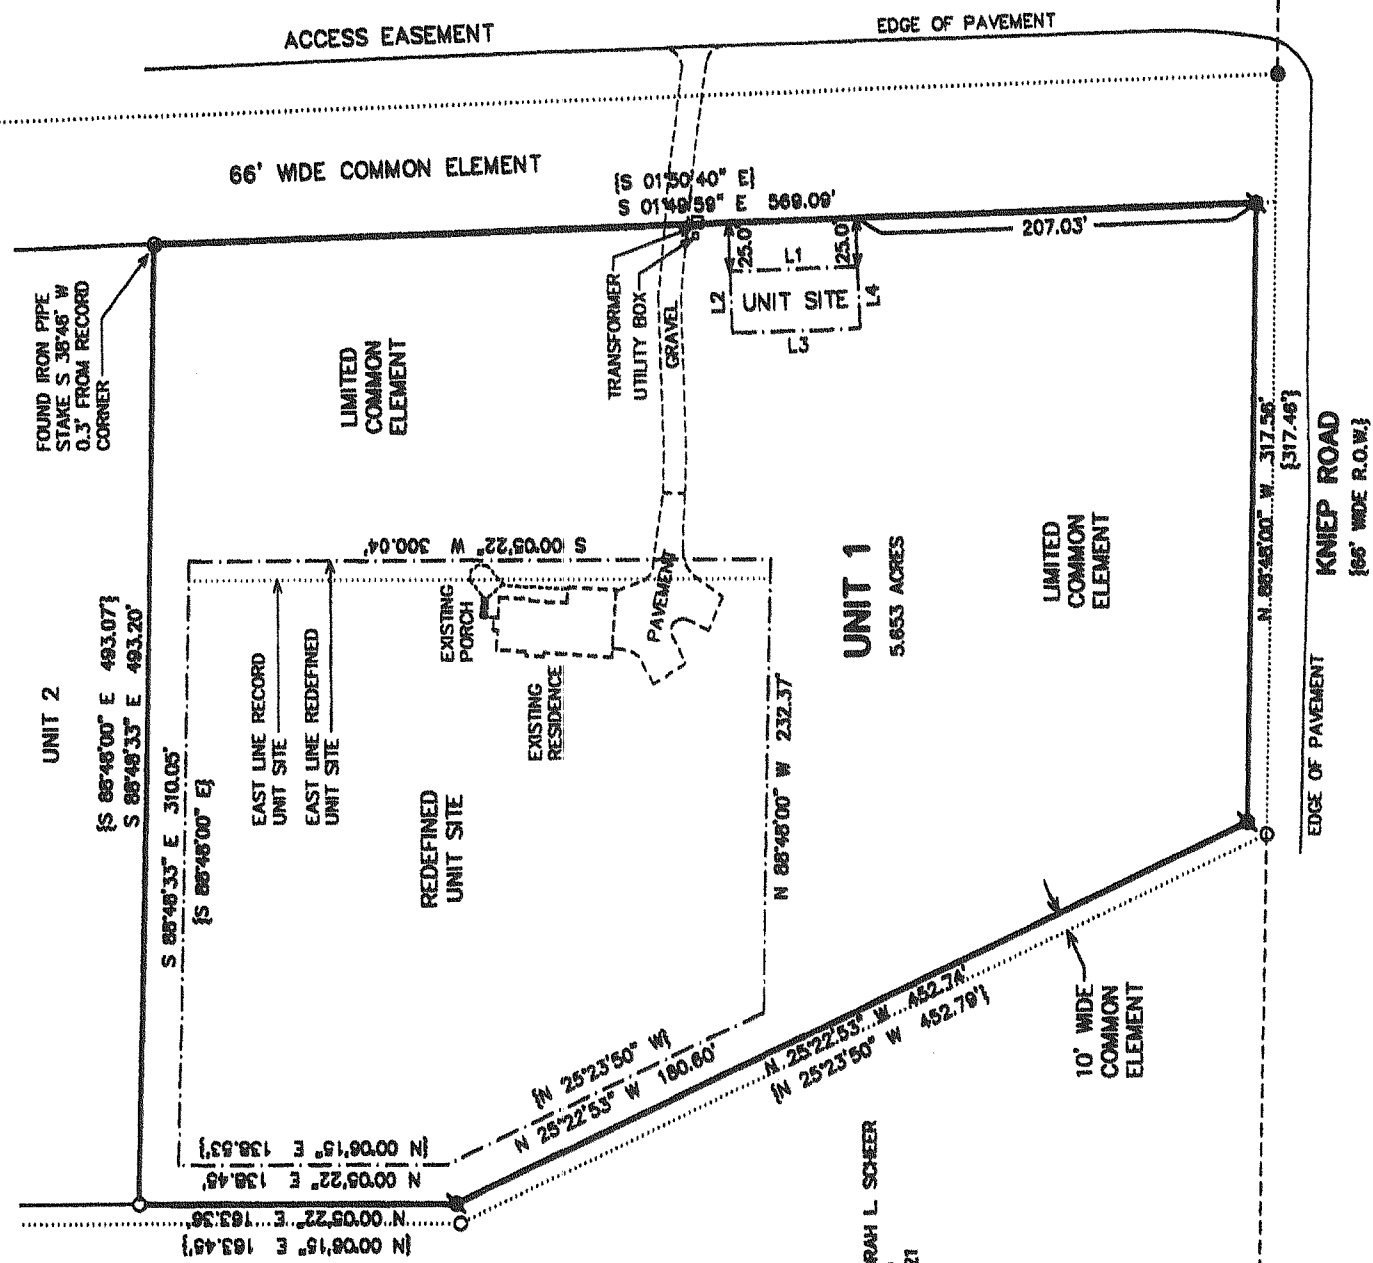 ACCESS EASEMENT
EDGE OF PAVEMENT
66' WIDE COMMON ELEMENT
{S 01°50'40" E}
S 01°49'59" E 569.09'
207.03'
25.0'
25.0'
L1
L2
UNIT SITE
L4
L3
FOUND IRON PIPE
STAKE S 38°46' W
0.3' FROM RECORD
CORNER
TRANSFORMER
UTILITY BOX
GRAVEL
LIMITED
COMMON
ELEMENT
N 88°48'00" W 317.56'
{317.46'}
KNIEP ROAD
{66' WIDE R.O.W.}
S 00°05'22" W 300.04'
PAVEMENT
EXISTING
PORCH
EXISTING
RESIDENCE
UNIT 1
5.653 ACRES
LIMITED
COMMON
ELEMENT
UNIT 2
{S 88°48'00" E 493.07'}
S 88°48'33" E 493.20'
EAST LINE RECORD
UNIT SITE
EAST LINE REDEFINED
UNIT SITE
S 88°48'33" E 310.05'
{S 88°48'00" E}
REDEFINED
UNIT SITE
N 88°48'00" W 232.37'
EDGE OF PAVEMENT
{N 25°23'50" W}
N 25°22'53" W 180.60'
N 25°22'53" W 452.74'
{N 25°23'50" W 452.79'}
10' WIDE
COMMON
ELEMENT
{N 00°06'15" E 138.53'}
N 00°05'22" E 138.45'
N 00°05'22" E 163.36'
{N 00°06'15" E 163.45'}
RAH L. SCHEER
21